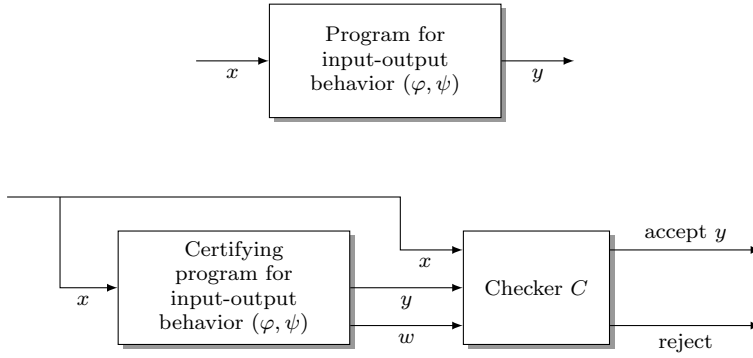 Program for
input-output
behavior (φ, ψ)
x
y
Certifying
program for
input-output
behavior (φ, ψ)
x
y
w
x
Checker C
accept y
reject